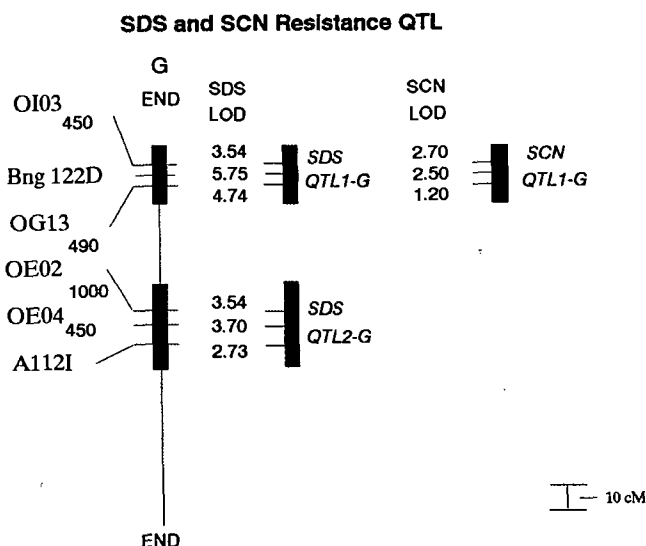 SDS and SCN Resistance QTL
G
END
SDS
LOD
SCN
LOD
OI03
450
Bng 122D
OG13
490
3.54
5.75
4.74
SDS
QTL1-G
2.70
2.50
1.20
SCN
QTL1-G
OE02
1000
OE04
450
A112I
3.54
3.70
2.73
SDS
QTL2-G
10 cM
END